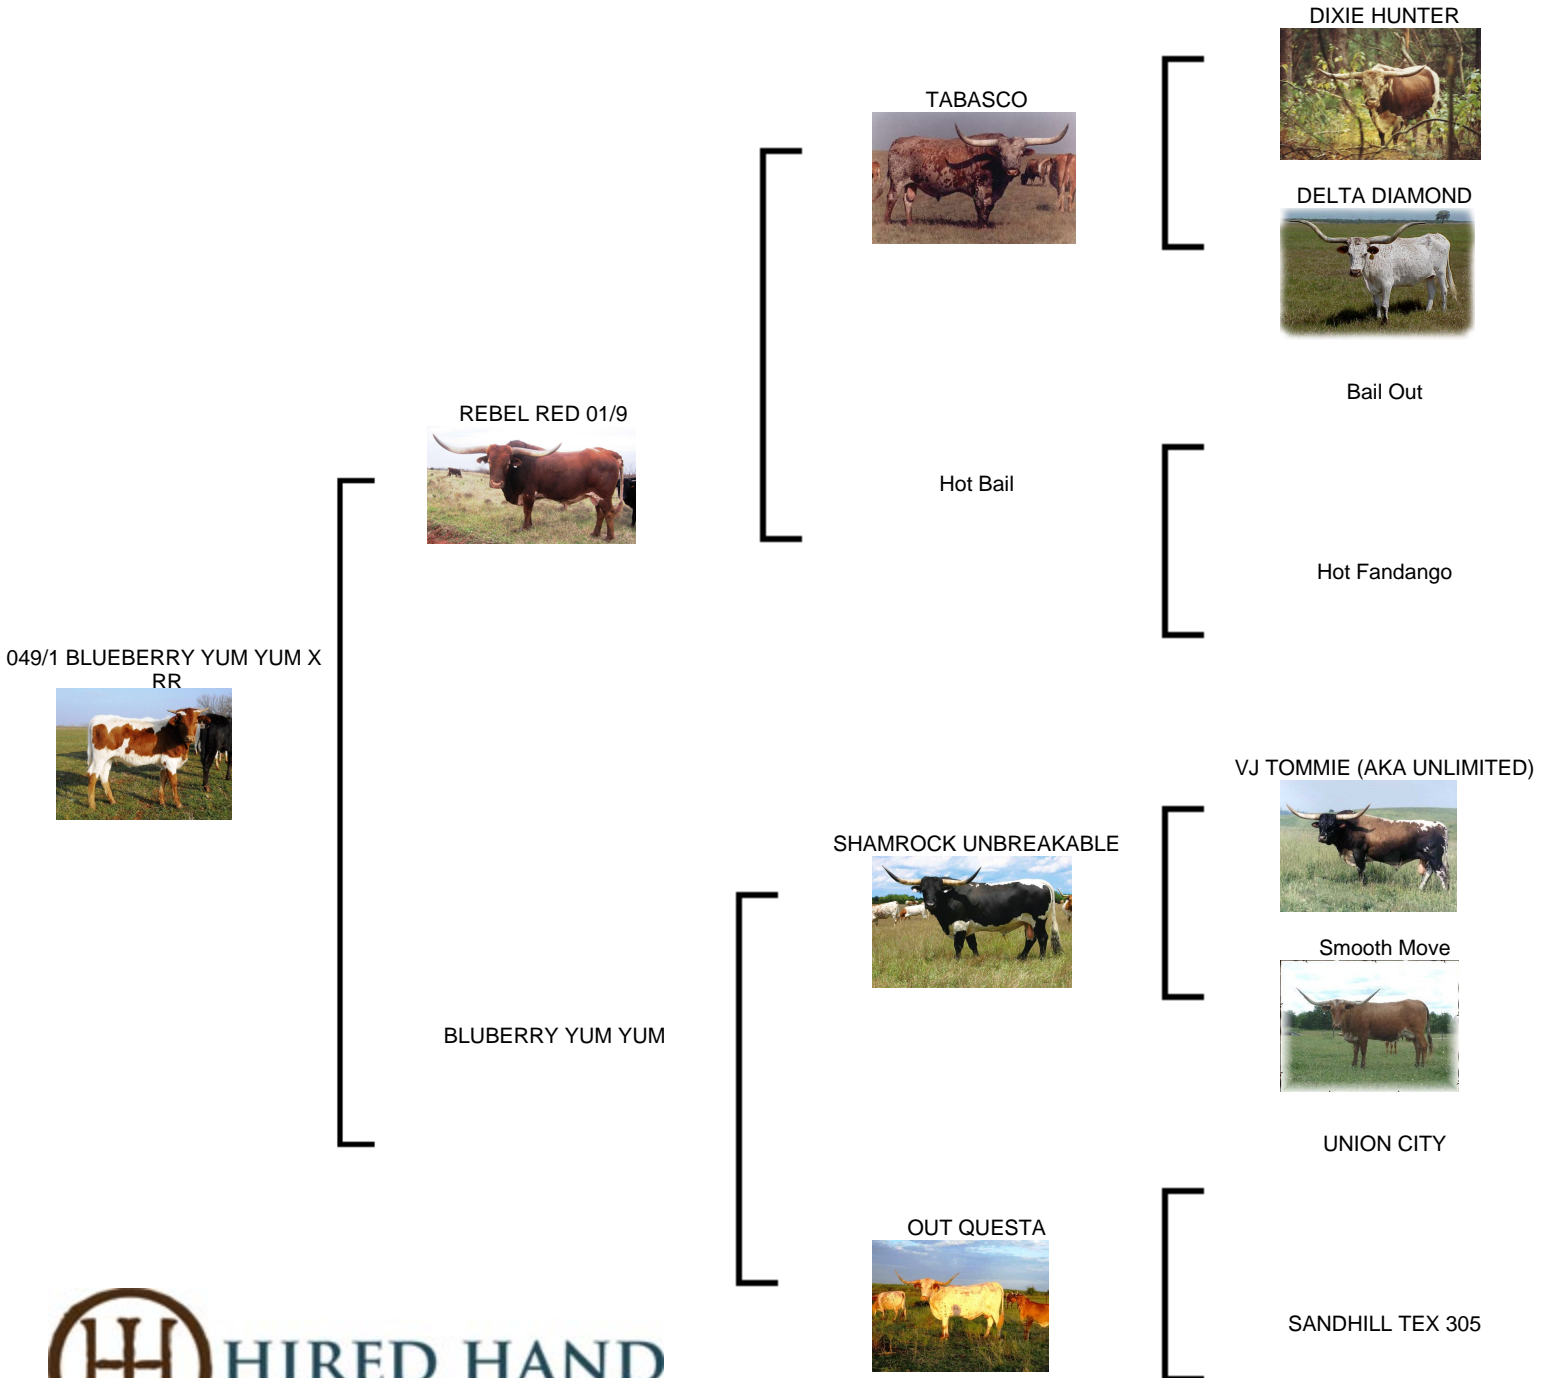 DIXIE HUNTER
TABASCO
DELTA DIAMOND
Bail Out
REBEL RED 01/9
Hot Bail
Hot Fandango
049/1 BLUEBERRY YUM YUM X
RR
VJ TOMMIE (AKA UNLIMITED)
SHAMROCK UNBREAKABLE
Smooth Move
BLUBERRY YUM YUM
UNION CITY
OUT QUESTA
SANDHILL TEX 305
HIRED HAND